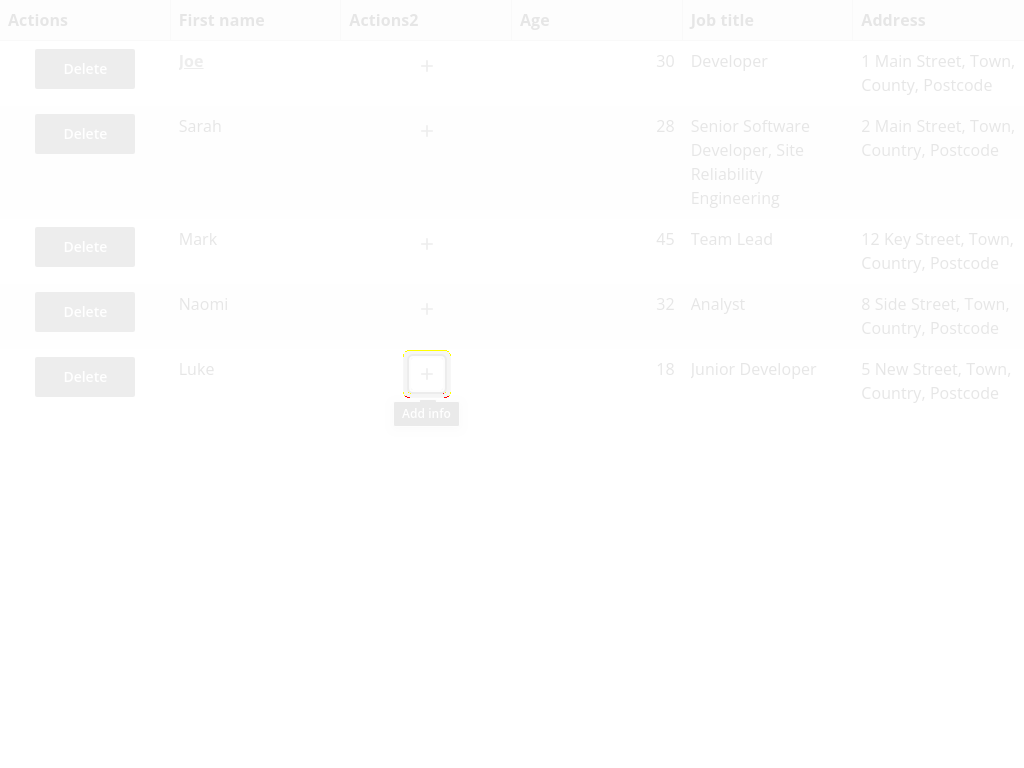 Actions First name Actions2 Age Job title Address
Delete Joe + 30 Developer 1 Main Street, Town,
County, Postcode
Delete Sarah + 28 Senior Software 2 Main Street, Town,
Developer, Site Country, Postcode
Reliability
Engineering
Delete Mark + 45 Team Lead 12 Key Street, Town,
Country, Postcode
Delete Naomi + 32 Analyst 8 Side Street, Town,
Country, Postcode
Delete Luke + 18 Junior Developer 5 New Street, Town,
Country, Postcode
Add info